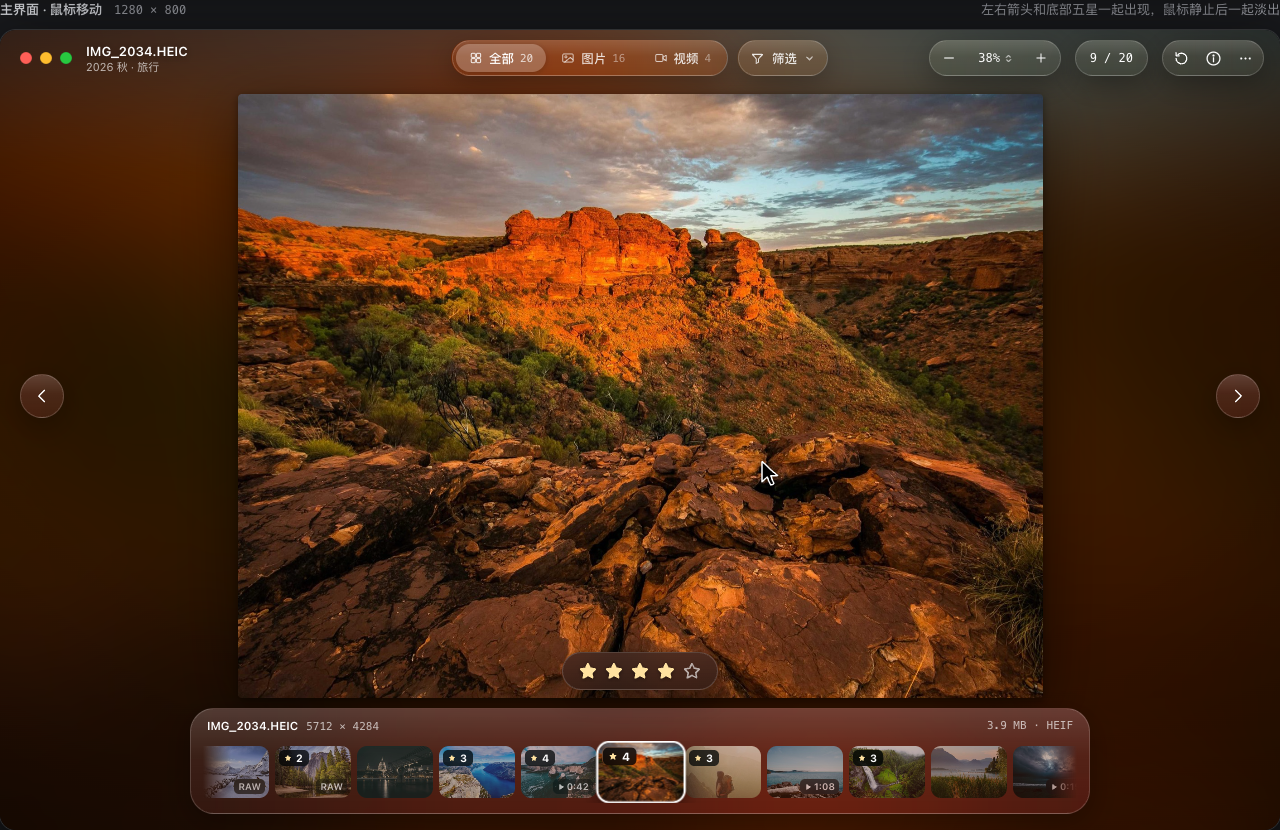 主界面 · 鼠标移动 1280 × 800
左右箭头和底部五星一起出现，鼠标静止后一起淡出
IMG_2034.HEIC
2026 秋 · 旅行
全部 20 图片 16 视频 4 筛选
38%
9 / 20
IMG_2034.HEIC 5712 × 4284
3.9 MB · HEIF
RAW
2
RAW
3
4
0:42
4
3
1:08
3